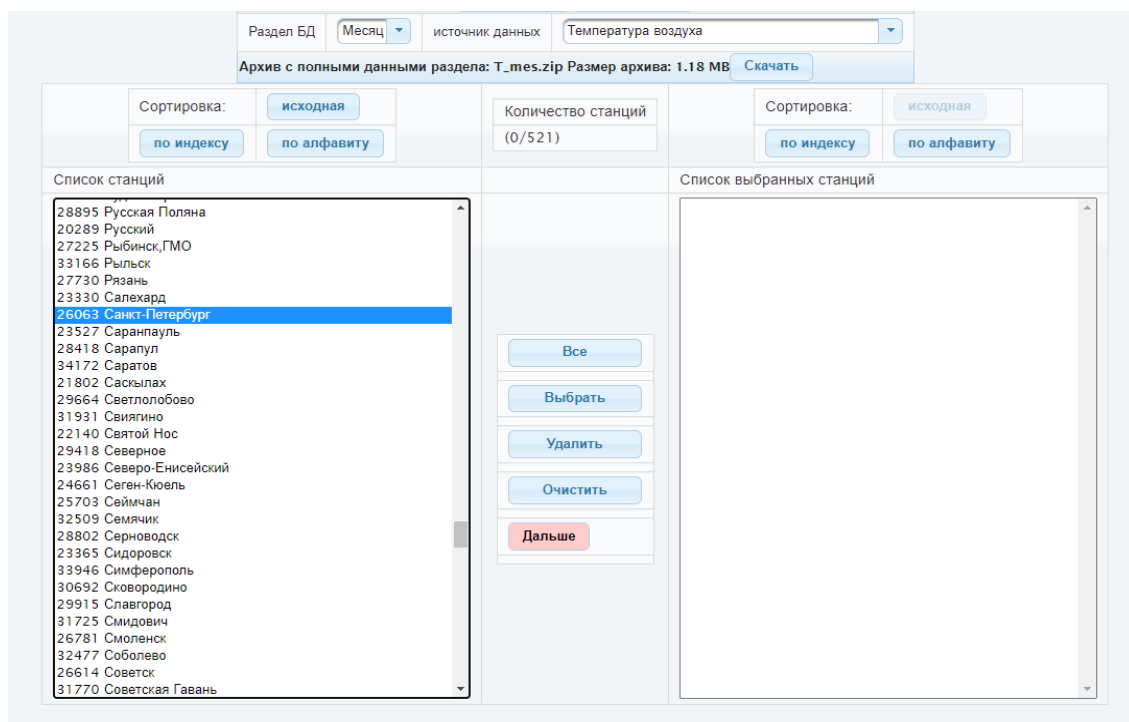 Раздел БД Месяц источник данных Температура воздуха
Архив с полными данными раздела: T_mes.zip Размер архива: 1.18 MB Скачать
Сортировка: исходная
по индексу по алфавиту
Количество станций
(0/521)
Сортировка: исходная
по индексу по алфавиту
Список станций
Список выбранных станций
28895 Русская Поляна
20289 Русский
27225 Рыбинск,ГМО
33166 Рыльск
27730 Рязань
23330 Салехард
26063 Санкт-Петербург
23527 Саранпауль
28418 Сарапул
34172 Саратов
21802 Саскылах
29664 Светлолобово
31931 Свиягино
22140 Святой Нос
29418 Северное
23986 Северо-Енисейский
24661 Сеген-Кюель
25703 Сеймчан
32509 Семячик
28802 Серноводск
23365 Сидоровск
33946 Симферополь
30692 Сковородино
29915 Славгород
31725 Смидович
26781 Смоленск
32477 Соболево
26614 Советск
31770 Советская Гавань
Все
Выбрать
Удалить
Очистить
Дальше